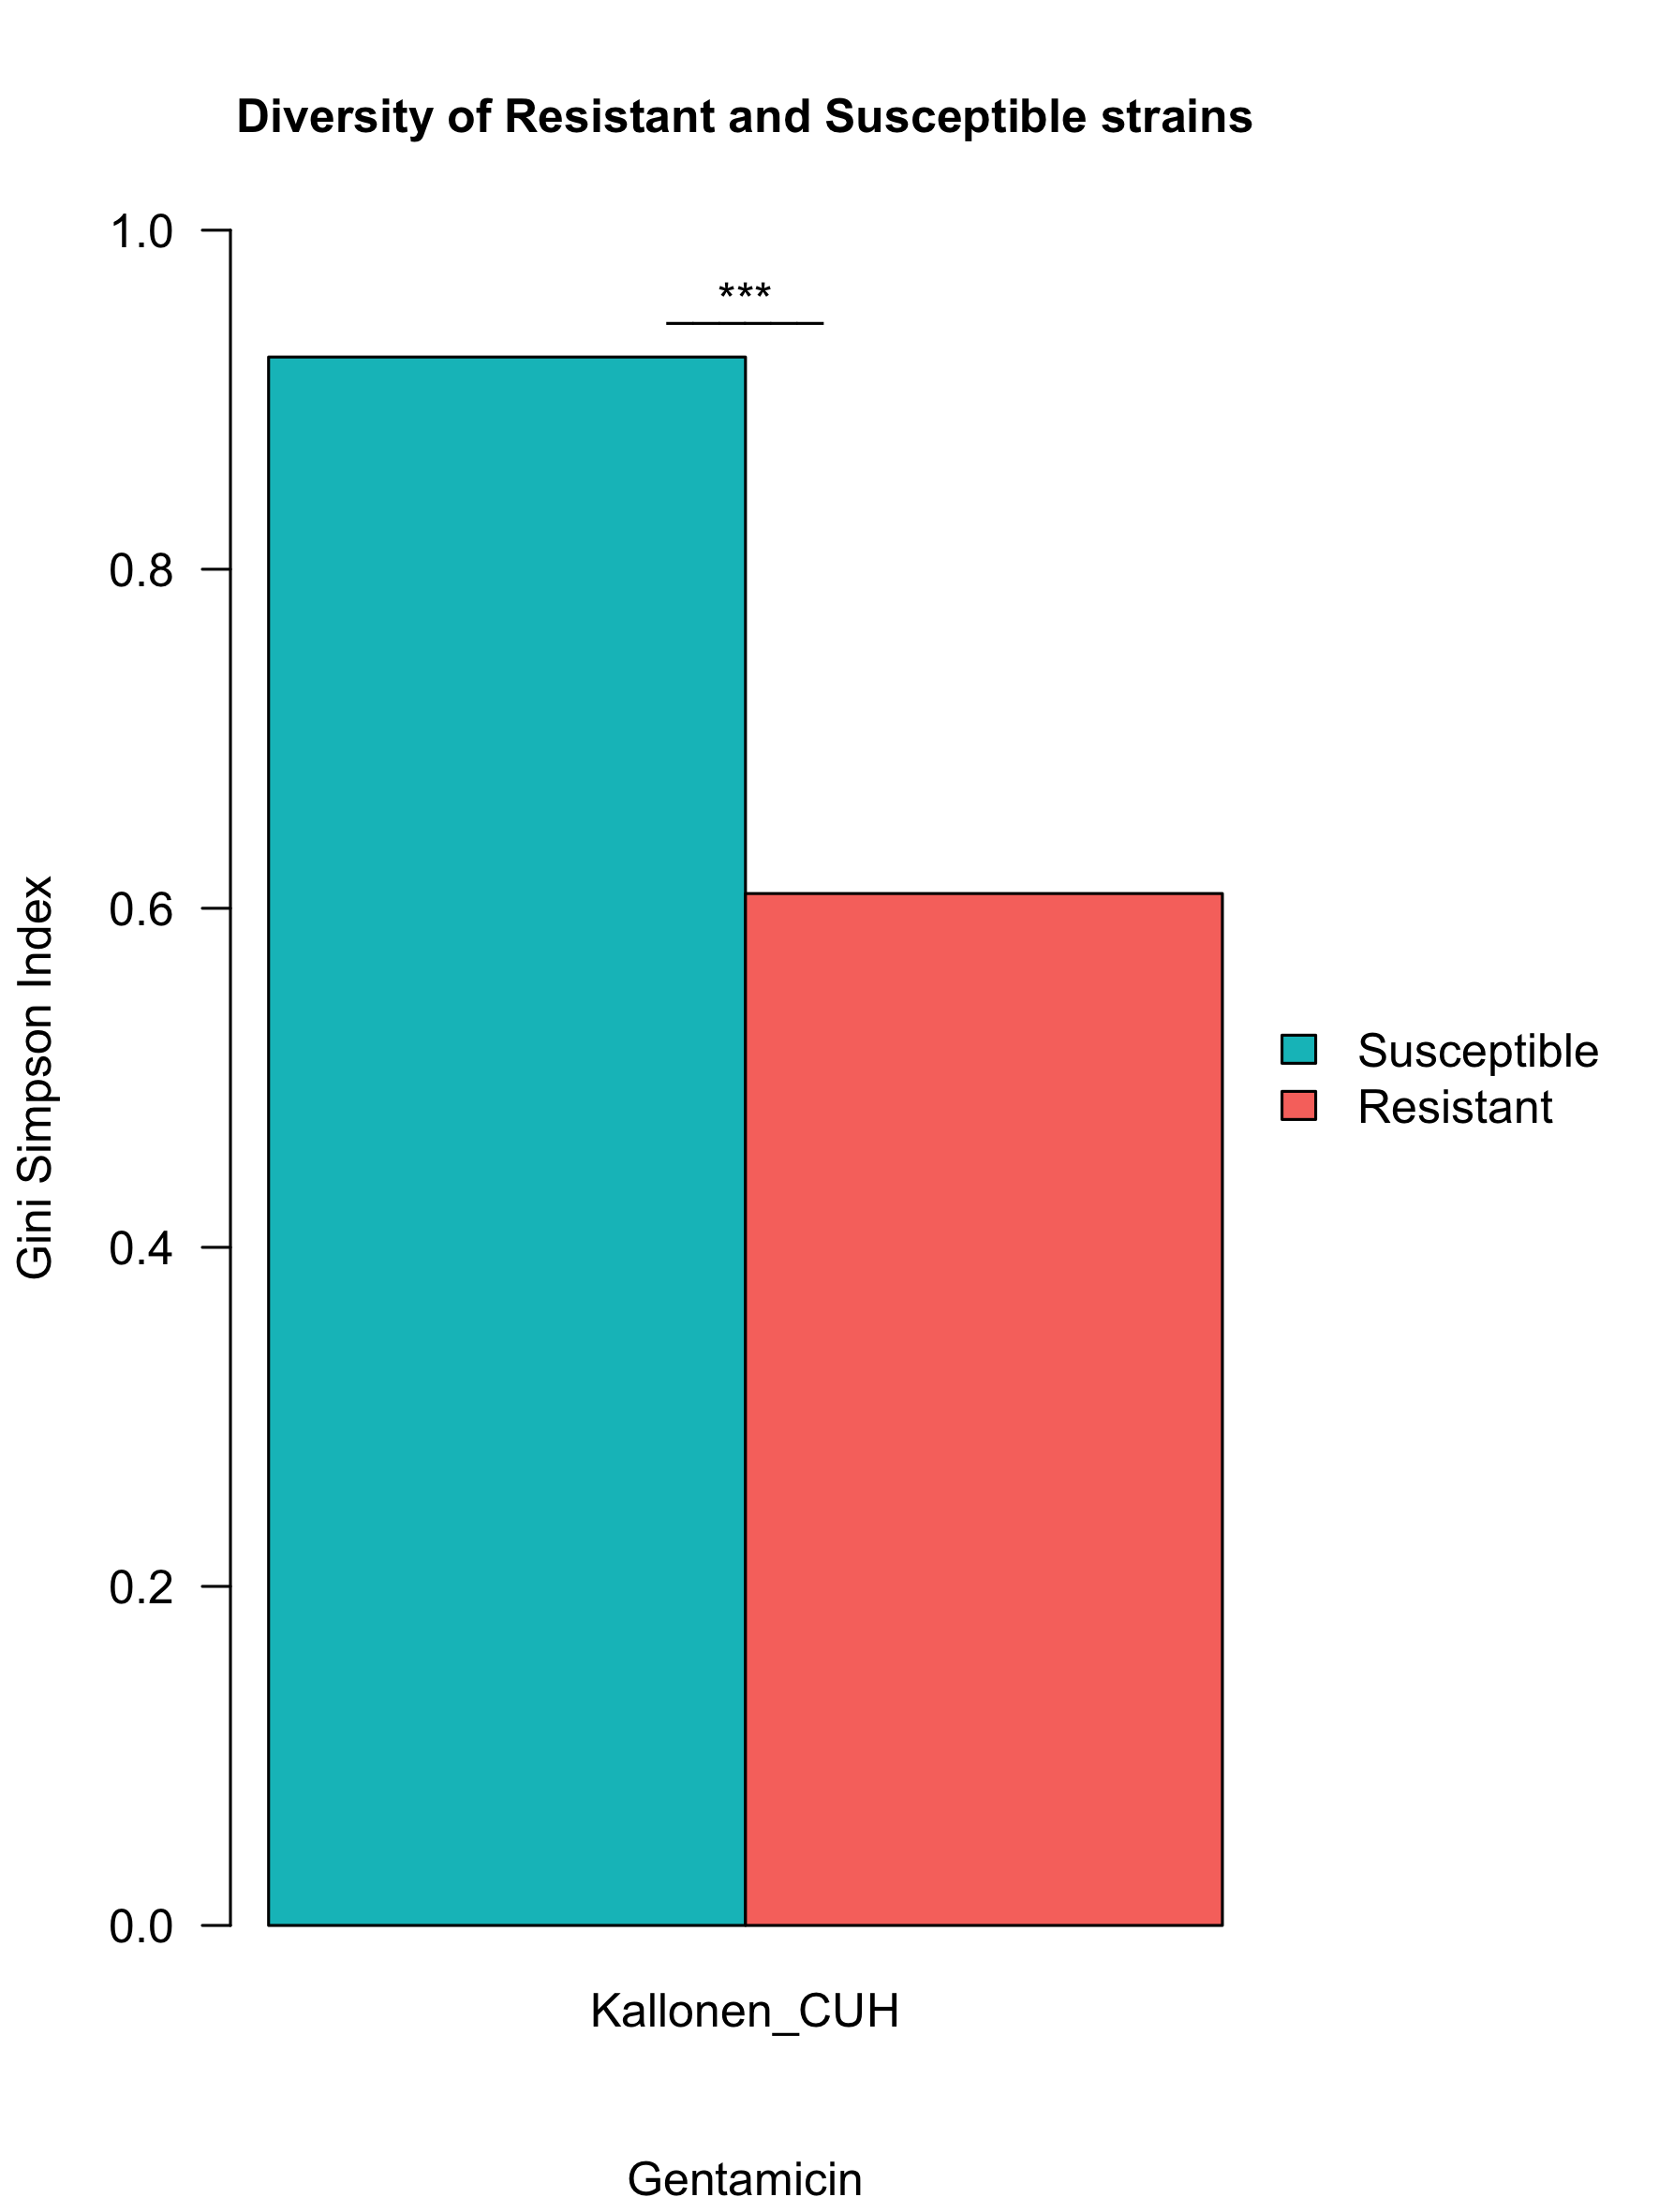 Diversity of Resistant and Susceptible strains
1.0
***
0.8
0.6
0.4
0.2
0.0
Gini Simpson Index
Susceptible
Resistant
Kallonen_CUH
Gentamicin